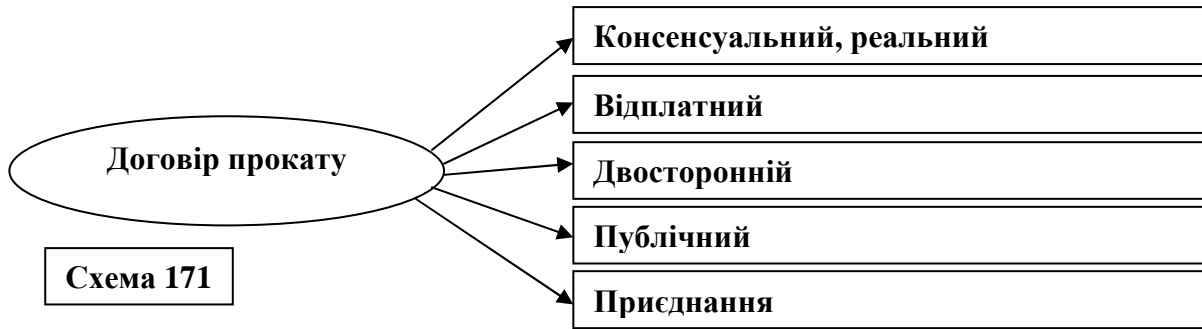 Консенсуальний, реальний
Відплатний
Договір прокату
Двосторонній
Публічний
Схема 171
Приєднання